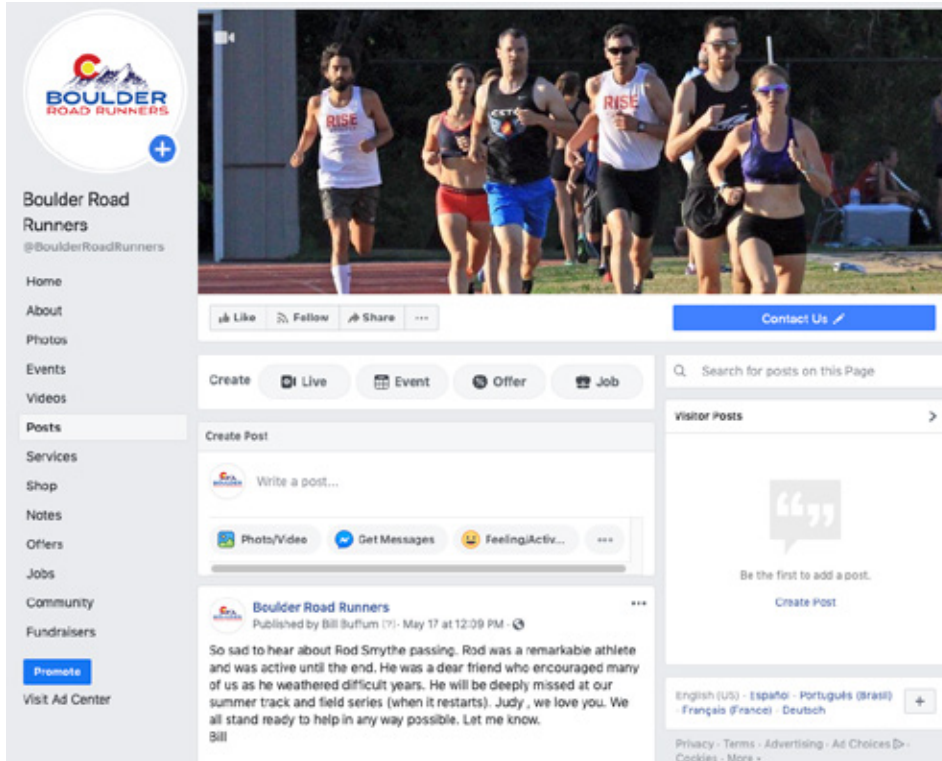 BOULDER
ROAD RUNNERS
Boulder Road
Runners
@BoulderRoadRunners
Home
About
Photos
Events
Videos
Posts
Services
Shop
Notes
Offers
Jobs
Community
Fundraisers
Promote
Visit Ad Center
RISE
RISE
Like Follow Share ...
Contact Us
Create Live Event Offer Job
Create Post
Write a post...
Photo/Video Get Messages Feeling/Activ... ...
Boulder Road Runners
Published by Bill Buffum [?] · May 17 at 12:09 PM ·
So sad to hear about Rod Smythe passing. Rod was a remarkable athlete
and was active until the end. He was a dear friend who encouraged many
of us as he weathered difficult years. He will be deeply missed at our
summer track and field series (when it restarts). Judy , we love you. We
all stand ready to help in any way possible. Let me know.
Bill
Search for posts on this Page
Visitor Posts
Be the first to add a post.
Create Post
English (US) · Español · Português (Brasil)
· Français (France) · Deutsch
Privacy · Terms · Advertising · Ad Choices ·
Cookies · More